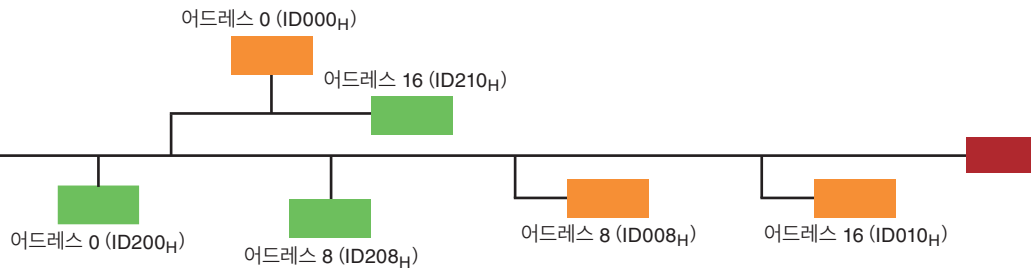 어드레스 0 (ID000H)
어드레스 16 (ID210H)
어드레스 0 (ID200H)
어드레스 8 (ID208H)
어드레스 8 (ID008H)
어드레스 16 (ID010H)